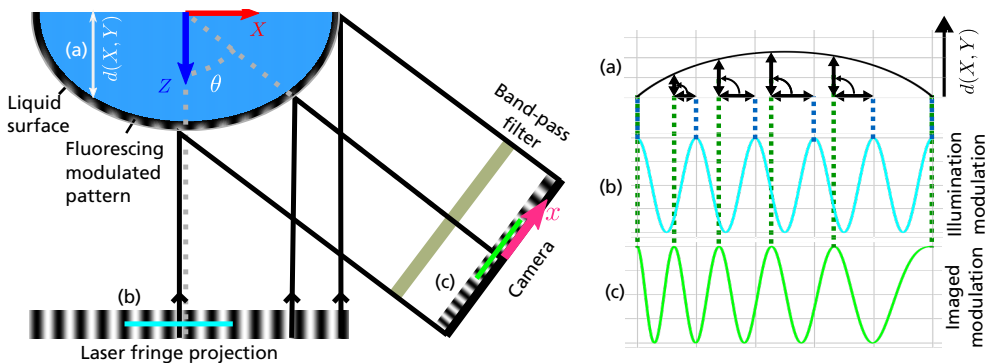 (a)
d(X,Y)
X
Z
θ
Liquid
surface
Fluorescing
modulated
pattern
Band-pass
filter
x
(c)
Camera
(b)
Laser fringe projection
(a)
d(X,Y)
(b)
Illumination
modulation
(c)
Imaged
modulation